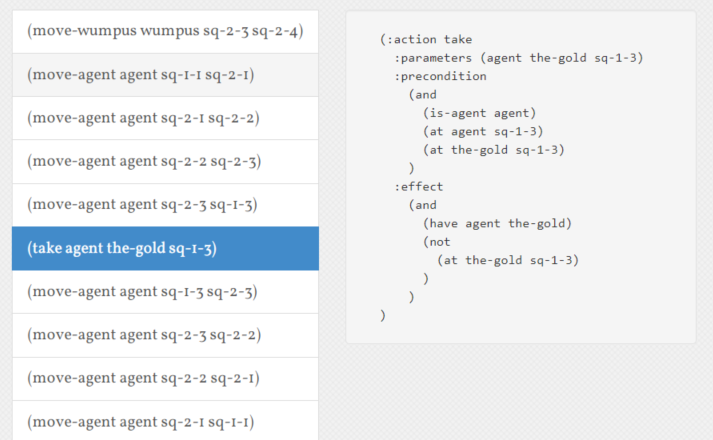 (move-wumpus wumpus sq-2-3 sq-2-4)
(move-agent agent sq-1-1 sq-2-1)
(move-agent agent sq-2-1 sq-2-2)
(move-agent agent sq-2-2 sq-2-3)
(move-agent agent sq-2-3 sq-1-3)
(take agent the-gold sq-1-3)
(move-agent agent sq-1-3 sq-2-3)
(move-agent agent sq-2-3 sq-2-2)
(move-agent agent sq-2-2 sq-2-1)
(move-agent agent sq-2-1 sq-1-1)
(:action take
  :parameters (agent the-gold sq-1-3)
  :precondition
    (and
      (is-agent agent)
      (at agent sq-1-3)
      (at the-gold sq-1-3)
    )
  :effect
    (and
      (have agent the-gold)
      (not
        (at the-gold sq-1-3)
      )
    )
)